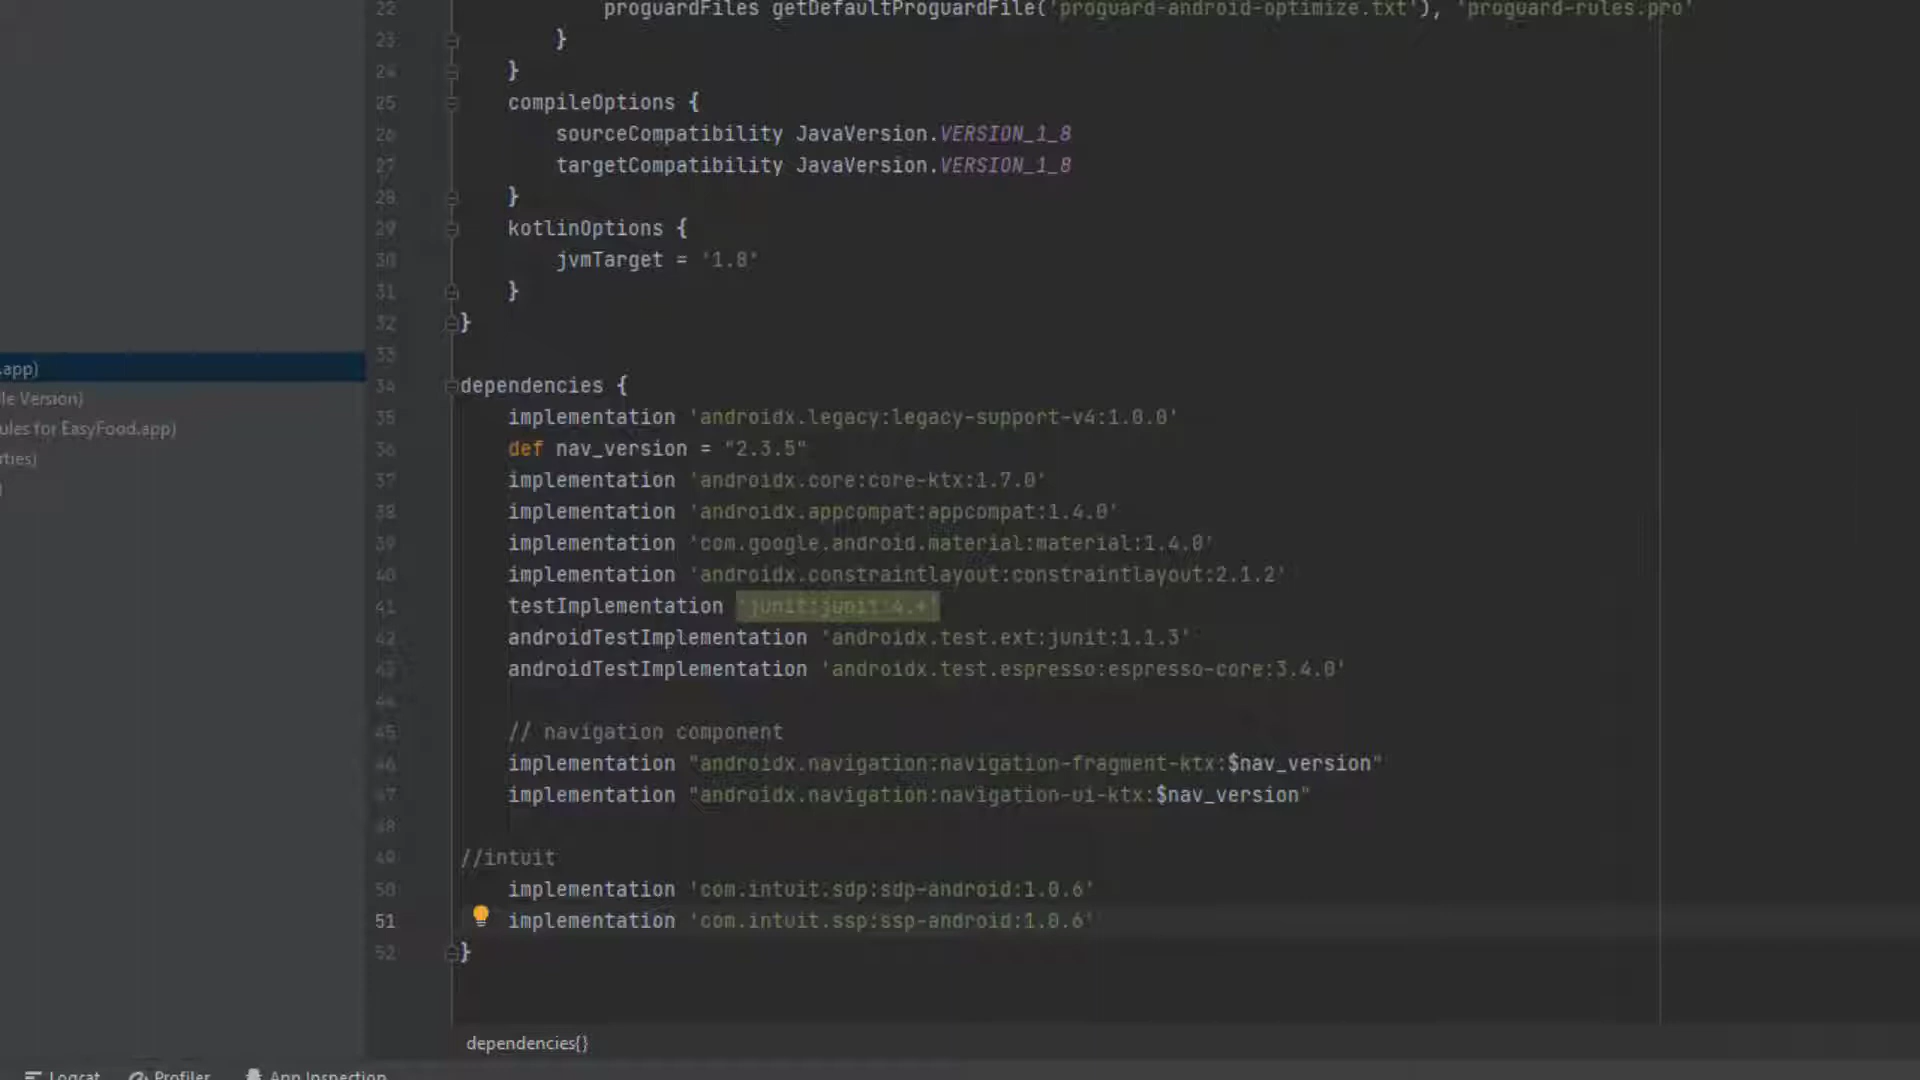 22 proguardFiles getDefaultProguardFile('proguard-android-optimize.txt'), 'proguard-rules.pro'
23 }
24 }
25 compileOptions {
26 sourceCompatibility JavaVersion.VERSION_1_8
27 targetCompatibility JavaVersion.VERSION_1_8
28 }
29 kotlinOptions {
30 jvmTarget = '1.8'
31 }
32 }
33
34 dependencies {
35 implementation 'androidx.legacy:legacy-support-v4:1.0.0'
36 def nav_version = "2.3.5"
37 implementation 'androidx.core:core-ktx:1.7.0'
38 implementation 'androidx.appcompat:appcompat:1.4.0'
39 implementation 'com.google.android.material:material:1.4.0'
40 implementation 'androidx.constraintlayout:constraintlayout:2.1.2'
41 testImplementation 'junit:junit:4.+'
42 androidTestImplementation 'androidx.test.ext:junit:1.1.3'
43 androidTestImplementation 'androidx.test.espresso:espresso-core:3.4.0'
44
45 // navigation component
46 implementation "androidx.navigation:navigation-fragment-ktx:$nav_version"
47 implementation "androidx.navigation:navigation-ui-ktx:$nav_version"
48
49 //intuit
50 implementation 'com.intuit.sdp:sdp-android:1.0.6'
51 implementation 'com.intuit.ssp:ssp-android:1.0.6'
52 }
.app)
le Version)
ules for EasyFood.app)
rties)
)
dependencies{}
Logcat Profiler App Inspection